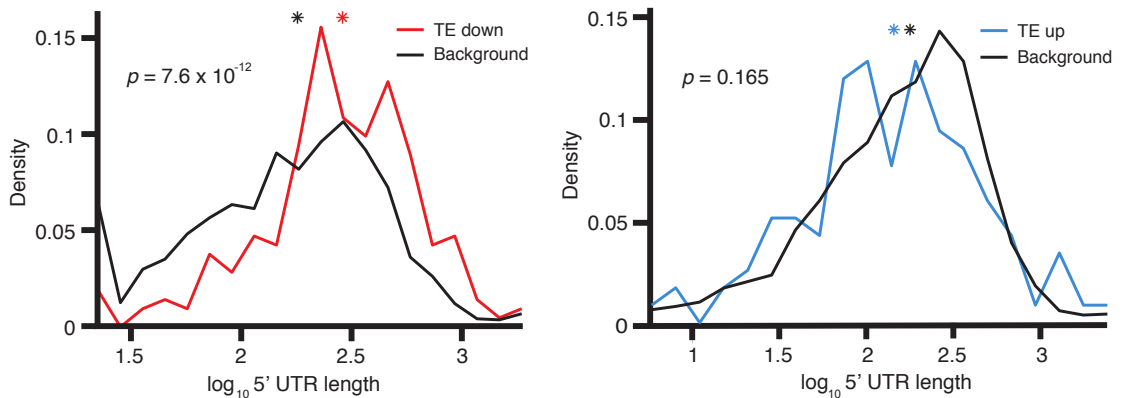 TE down
Background
p = 7.6 x 10-12
0.15
0.1
0.05
0
Density
1.5
2
2.5
3
log10 5’ UTR length
TE up
Background
p = 0.165
0.15
0.1
0.05
0
Density
1
1.5
2
2.5
3
log10 5’ UTR length